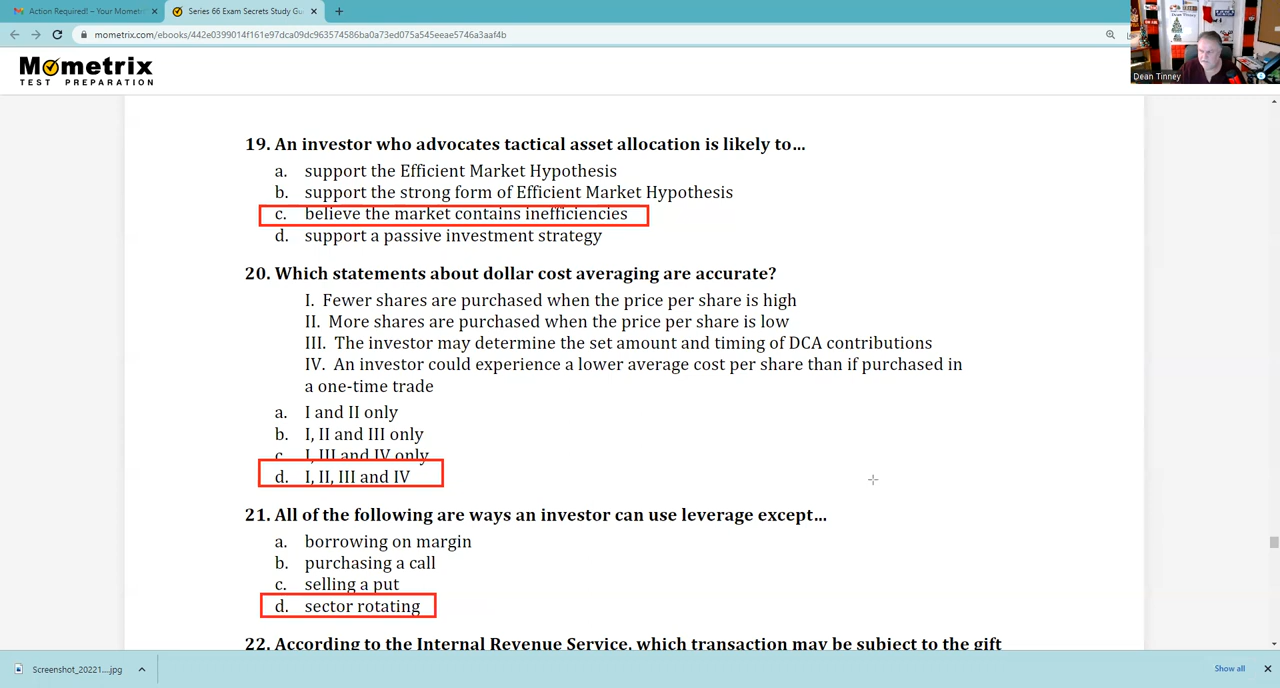 Action Required! – Your Mometri
Series 66 Exam Secrets Study Gu
mometrix.com/ebooks/442e0399014f161e97dca09dc963574586ba0a73ed075a545eeae5746a3aaf4b
Dean Tinney
Mometrix
TEST PREPARATION
19. An investor who advocates tactical asset allocation is likely to…
a. support the Efficient Market Hypothesis
b. support the strong form of Efficient Market Hypothesis
c. believe the market contains inefficiencies
d. support a passive investment strategy
20. Which statements about dollar cost averaging are accurate?
I. Fewer shares are purchased when the price per share is high
II. More shares are purchased when the price per share is low
III. The investor may determine the set amount and timing of DCA contributions
IV. An investor could experience a lower average cost per share than if purchased in
a one-time trade
a. I and II only
b. I, II and III only
c. I, III and IV only
d. I, II, III and IV
21. All of the following are ways an investor can use leverage except…
a. borrowing on margin
b. purchasing a call
c. selling a put
d. sector rotating
22. According to the Internal Revenue Service, which transaction may be subject to the gift
Screenshot_20221....jpg
Show all